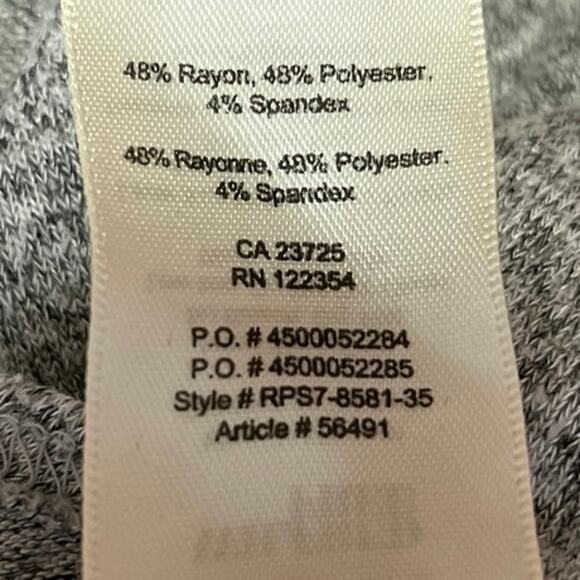 48% Rayon, 48% Polyester,
4% Spandex
48% Rayonne, 48% Polyester.
4% Spandex
CA 23725
RN 122354
P.O. # 4500052284
P.O. # 4500052285
Style # RPS7-8581-35
Article # 56491